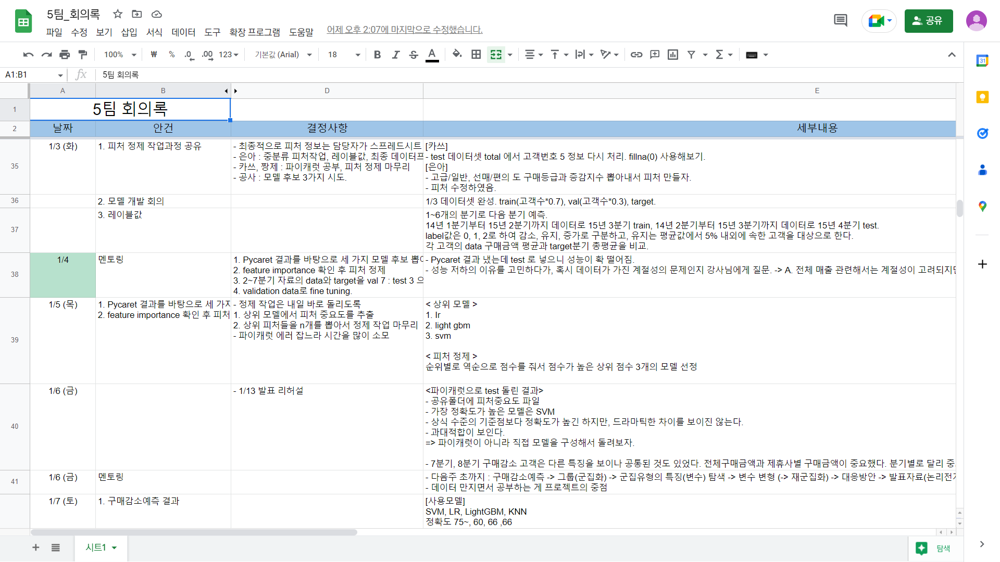 5팀_회의록
파일 수정 보기 삽입 서식 데이터 도구 확장 프로그램 도움말 어제 오후 2:07에 마지막으로 수정했습니다.
공유
100% ₩ % .0 .00 123 기본값 (Arial) 18 B I S A
A1:B1 fx 5팀 회의록
A B D E
1 5팀 회의록
2 날짜 안건 결정사항 세부내용
35 1/3 (화) 1. 피처 정제 작업과정 공유
- 최종적으로 피처 정보는 담당자가 스프레드시트
- 은아 : 중분류 피처작업, 레이블값, 최종 데이터프
- 카쓰, 짱제 : 파이캐럿 공부, 피처 정제 마무리
- 공사 : 모델 후보 3가지 시도.
[카쓰]
- test 데이터셋 total 에서 고객번호 5 정보 다시 처리. fillna(0) 사용해보기.
[은아]
- 고급/일반, 선매/편의 도 구매등급과 증감지수 뽑아내서 피처 만들자.
- 피처 수정하였음.
36 2. 모델 개발 회의
1/3 데이터셋 완성. train(고객수*0.7), val(고객수*0.3), target.
37 3. 레이블값
1~6개의 분기로 다음 분기 예측.
14년 1분기부터 15년 2분기까지 데이터로 15년 3분기 train, 14년 2분기부터 15년 3분기까지 데이터로 15년 4분기 test.
label값은 0, 1, 2로 하여 감소, 유지, 증가로 구분하고, 유지는 평균값에서 5% 내외에 속한 고객을 대상으로 한다.
각 고객의 data 구매금액 평균과 target분기 총평균을 비교.
38 1/4 멘토링
1. Pycaret 결과를 바탕으로 세 가지 모델 후보 뽑아
2. feature importance 확인 후 피처 정제
3. 2~7분기 자료의 data와 target을 val 7 : test 3 으
4. validation data로 fine tuning.
- Pycaret 결과 냈는데 test 로 넣으니 성능이 확 떨어짐.
- 성능 저하의 이유를 고민하다가, 혹시 데이터가 가진 계절성의 문제인지 강사님에게 질문. -> A. 전체 매출 관련해서는 계절성이 고려되지만
39 1/5 (목)
1. Pycaret 결과를 바탕으로 세 가지
2. feature importance 확인 후 피처
- 정제 작업은 내일 바로 돌리도록
1. 상위 모델에서 피처 중요도를 추출
2. 상위 피처들을 n개를 뽑아서 정제 작업 마무리
- 파이캐럿 에러 잡느라 시간을 많이 소모
< 상위 모델 >
1. lr
2. light gbm
3. svm
< 피처 정제 >
순위별로 역순으로 점수를 줘서 점수가 높은 상위 점수 3개의 모델 선정
40 1/6 (금)
- 1/13 발표 리허설
<파이캐럿으로 test 돌린 결과>
- 공유폴더에 피처중요도 파일
- 가장 정확도가 높은 모델은 SVM
- 상식 수준의 기준점보다 정확도가 높긴 하지만, 드라마틱한 차이를 보이진 않는다.
- 과대적합이 보인다.
=> 파이캐럿이 아니라 직접 모델을 구성해서 돌려보자.
- 7분기, 8분기 구매감소 고객은 다른 특징을 보이나 공통된 것도 있었다. 전체구매금액과 제휴사별 구매금액이 중요했다. 분기별로 달리 중
41 1/6 (금) 멘토링
- 다음주 초까지 : 구매감소예측 -> 그룹(군집화) -> 군집유형의 특징(변수) 탐색 -> 변수 변형 (-> 재군집화) -> 대응방안 -> 발표자료(논리전개
- 데이터 만지면서 공부하는 게 프로젝트의 중점
1/7 (토) 1. 구매감소예측 결과
[사용모델]
SVM, LR, LightGBM, KNN
정확도 75~, 60, 66 ,66
시트1
탐색
31